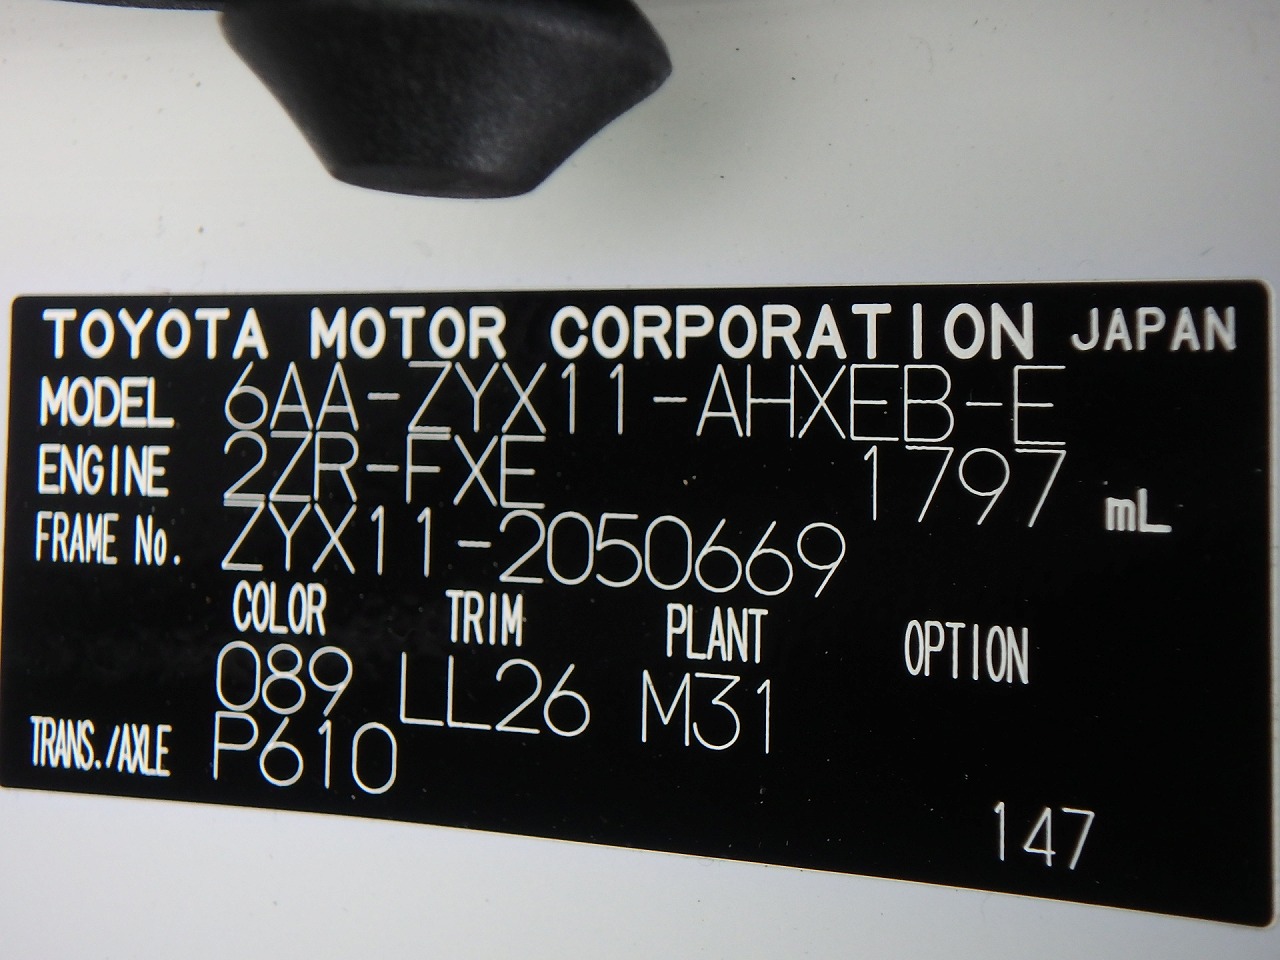 TOYOTA MOTOR CORPORATION JAPAN
MODEL 6AA-ZYX11-AHXEB-E
ENGINE 2ZR-FXE 1797 mL
FRAME No. ZYX11-2050669
COLOR TRIM PLANT OPTION
089 LL26 M31
TRANS./AXLE P610
147